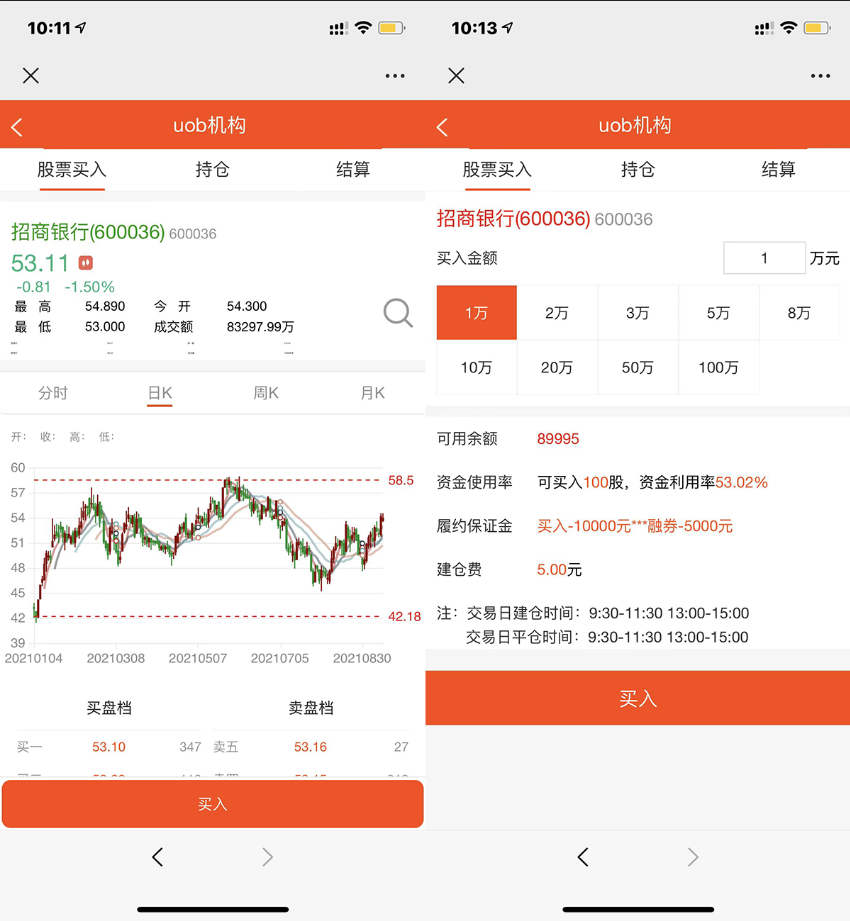 10:11
uob机构
股票买入 持仓 结算
招商银行(600036) 600036
53.11
-0.81 -1.50%
最 高 54.890 今 开 54.300
最 低 53.000 成交额 83297.99万
分时 日K 周K 月K
开: 收: 高: 低:
60
58.5
57
54
51
48
45
42
42.18
39
20210104 20210308 20210507 20210705 20210830
买盘档 卖盘档
买一 53.10 347 卖五 53.16 27
买入
10:13
uob机构
股票买入 持仓 结算
招商银行(600036) 600036
买入金额 1 万元
1万 2万 3万 5万 8万
10万 20万 50万 100万
可用余额 89995
资金使用率 可买入100股，资金利用率53.02%
履约保证金 买入-10000元***融券-5000元
建仓费 5.00元
注：交易日建仓时间：9:30-11:30 13:00-15:00
交易日平仓时间：9:30-11:30 13:00-15:00
买入